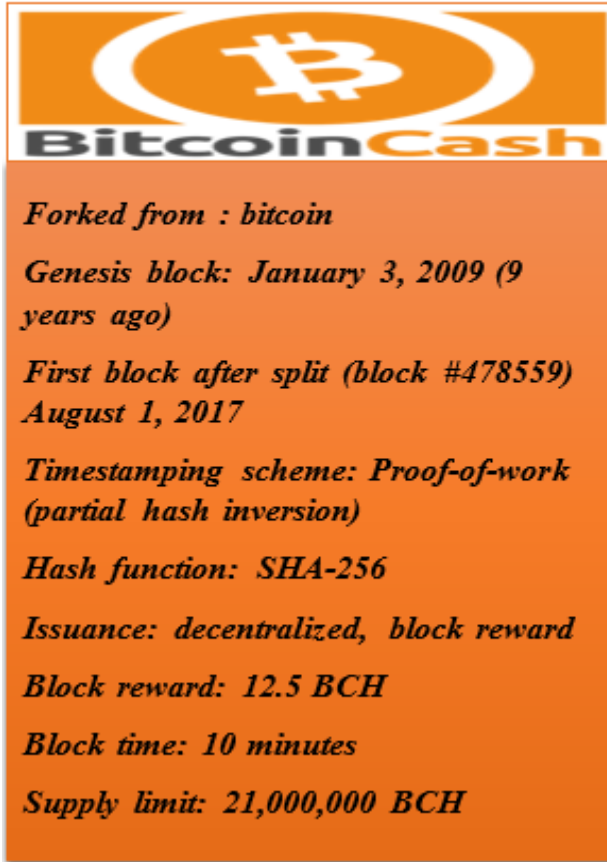 BitcoinCash
Forked from : bitcoin
Genesis block: January 3, 2009 (9
years ago)
First block after split (block #478559)
August 1, 2017
Timestamping scheme: Proof-of-work
(partial hash inversion)
Hash function: SHA-256
Issuance: decentralized, block reward
Block reward: 12.5 BCH
Block time: 10 minutes
Supply limit: 21,000,000 BCH